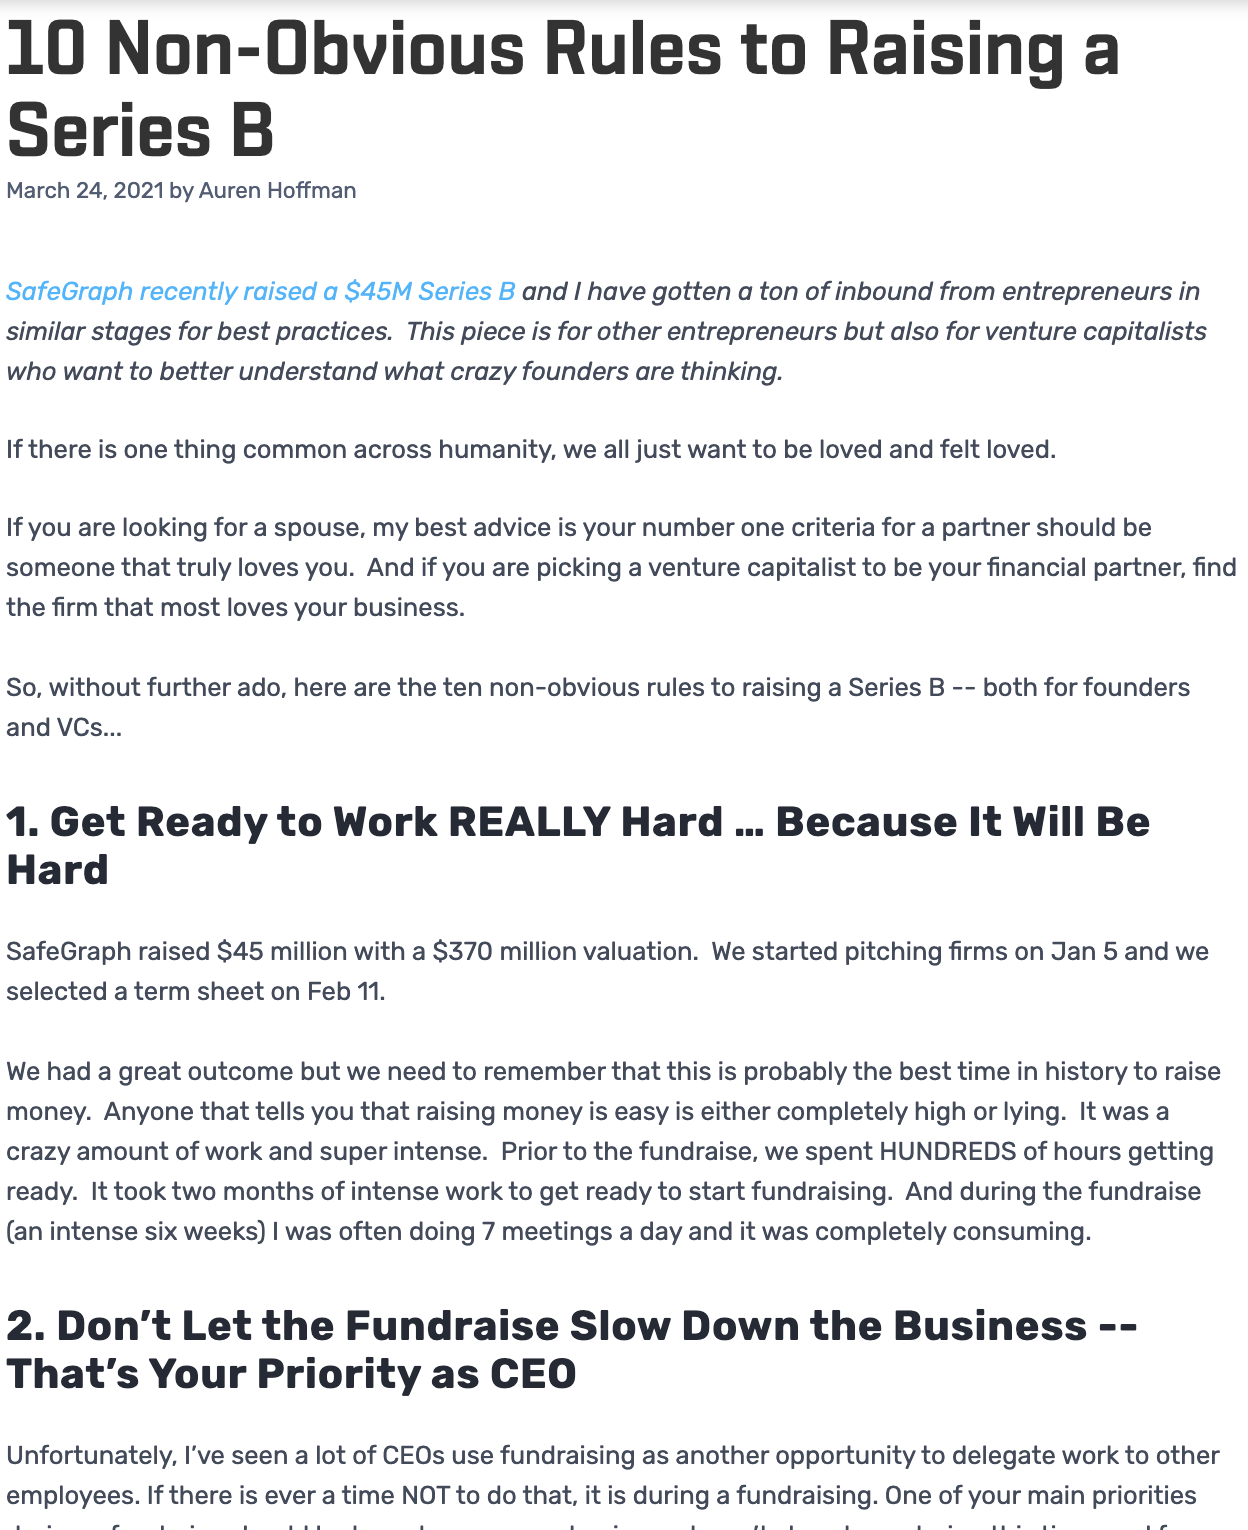 10 Non-Obvious Rules to Raising a
Series B
March 24, 2021 by Auren Hoffman
SafeGraph recently raised a $45M Series B and I have gotten a ton of inbound from entrepreneurs in
similar stages for best practices.  This piece is for other entrepreneurs but also for venture capitalists
who want to better understand what crazy founders are thinking.
If there is one thing common across humanity, we all just want to be loved and felt loved.
If you are looking for a spouse, my best advice is your number one criteria for a partner should be
someone that truly loves you.  And if you are picking a venture capitalist to be your financial partner, find
the firm that most loves your business.
So, without further ado, here are the ten non-obvious rules to raising a Series B -- both for founders
and VCs...
1. Get Ready to Work REALLY Hard … Because It Will Be
Hard
SafeGraph raised $45 million with a $370 million valuation.  We started pitching firms on Jan 5 and we
selected a term sheet on Feb 11.
We had a great outcome but we need to remember that this is probably the best time in history to raise
money.  Anyone that tells you that raising money is easy is either completely high or lying.  It was a
crazy amount of work and super intense.  Prior to the fundraise, we spent HUNDREDS of hours getting
ready.  It took two months of intense work to get ready to start fundraising.  And during the fundraise
(an intense six weeks) I was often doing 7 meetings a day and it was completely consuming.
2. Don’t Let the Fundraise Slow Down the Business --
That’s Your Priority as CEO
Unfortunately, I’ve seen a lot of CEOs use fundraising as another opportunity to delegate work to other
employees. If there is ever a time NOT to do that, it is during a fundraising. One of your main priorities